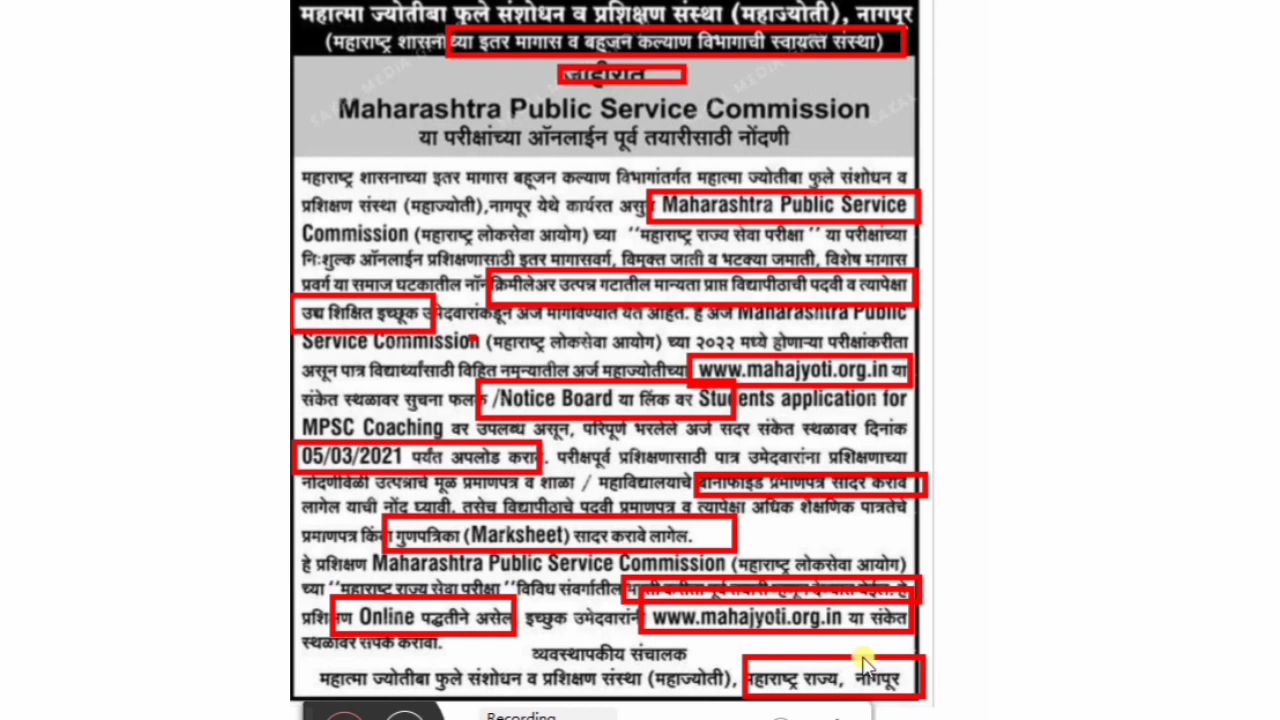 महात्मा ज्योतीबा फुले संशोधन व प्रशिक्षण संस्था (महाज्योती), नागपूर
(महाराष्ट्र शासनाच्या इतर मागास व बहुजन कल्याण विभागाची स्वायत्त संस्था)
जाहीरात
Maharashtra Public Service Commission
या परीक्षांच्या ऑनलाईन पूर्व तयारीसाठी नोंदणी
महाराष्ट्र शासनाच्या इतर मागास बहूजन कल्याण विभागांतर्गत महात्मा ज्योतीबा फुले संशोधन व
प्रशिक्षण संस्था (महाज्योती),नागपूर येथे कार्यरत असुन Maharashtra Public Service
Commission (महाराष्ट्र लोकसेवा आयोग) च्या ‘‘महाराष्ट्र राज्य सेवा परीक्षा ’’ या परीक्षांच्या
निःशुल्क ऑनलाईन प्रशिक्षणासाठी इतर मागासवर्ग, विमुक्त जाती व भटक्या जमाती, विशेष मागास
प्रवर्ग या समाज घटकातील नॉनक्रिमीलेअर उत्पन्न गटातील मान्यता प्राप्त विद्यापीठाची पदवी व त्यापेक्षा
उच्च शिक्षित इच्छूक उमेदवारांकडून अर्ज मागविण्यात येत आहेत. हे अर्ज Maharashtra Public
Service Commission (महाराष्ट्र लोकसेवा आयोग) च्या २०२२ मध्ये होणाऱ्या परीक्षांकरीता
असून पात्र विद्यार्थ्यांसाठी विहित नमून्यातील अर्ज महाज्योतीच्या www.mahajyoti.org.in या
संकेत स्थळावर सुचना फलक /Notice Board या लिंक वर Students application for
MPSC Coaching वर उपलब्ध असून, परिपूर्ण भरलेले अर्ज सदर संकेत स्थळावर दिनांक
05/03/2021 पर्यंत अपलोड करावे. परीक्षपूर्व प्रशिक्षणासाठी पात्र उमेदवारांना प्रशिक्षणाच्या
नोंदणीवेळी उत्पन्नाचे मूळ प्रमाणपत्र व शाळा / महाविद्यालयाचे बोनाफाईड प्रमाणपत्र सादर करावे
लागेल याची नोंद घ्यावी. तसेच विद्यापीठाचे पदवी प्रमाणपत्र व त्यापेक्षा अधिक शैक्षणिक पात्रतेचे
प्रमाणपत्र किंवा गुणपत्रिका (Marksheet) सादर करावे लागेल.
हे प्रशिक्षण Maharashtra Public Service Commission (महाराष्ट्र लोकसेवा आयोग)
च्या ‘‘महाराष्ट्र राज्य सेवा परीक्षा ’’विविध संवर्गातील भरती करीता पूर्व तयारी म्हणून देण्यात येईल. हे
प्रशिक्षण Online पद्धतीने असेल इच्छुक उमेदवारांनी www.mahajyoti.org.in या संकेत
स्थळावर संपर्क करावा.
व्यवस्थापकीय संचालक
महात्मा ज्योतीबा फुले संशोधन व प्रशिक्षण संस्था (महाज्योती), महाराष्ट्र राज्य, नागपूर
Recording